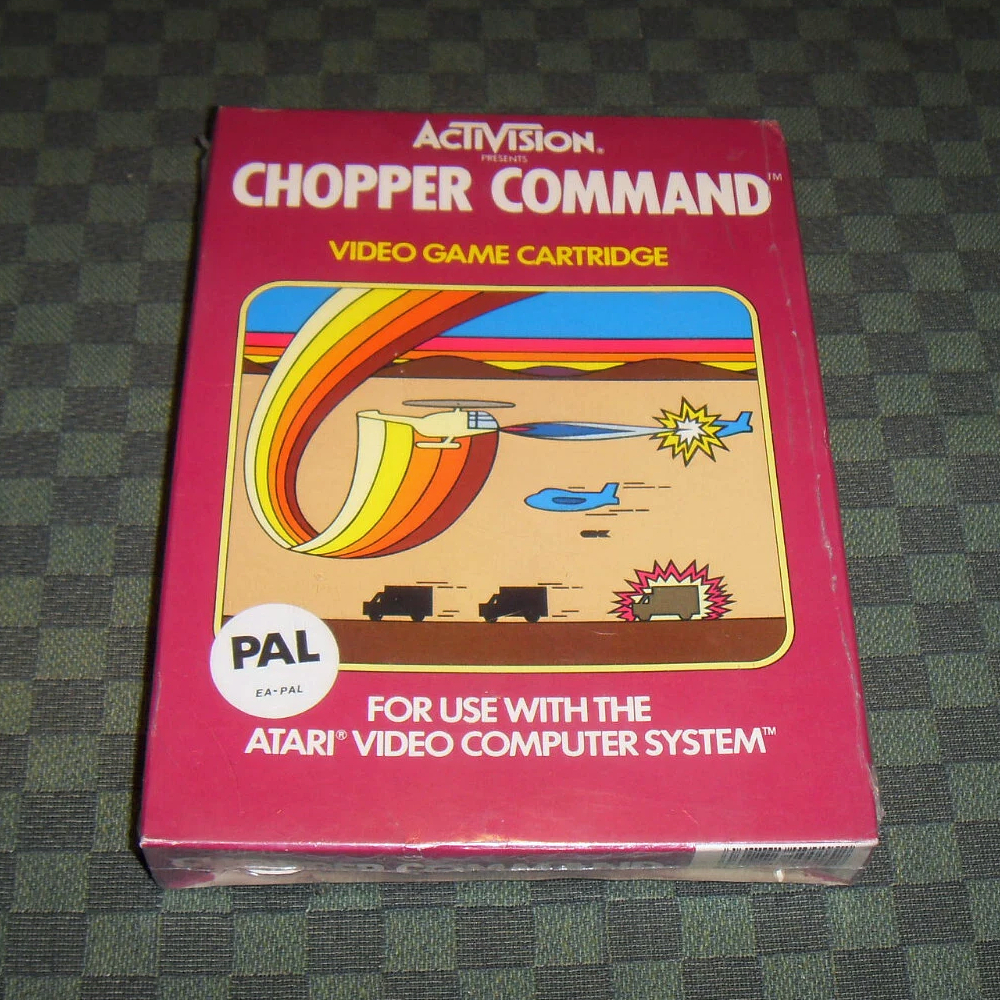 ACTIVISION®
PRESENTS
CHOPPER COMMAND™
VIDEO GAME CARTRIDGE
PAL
EA-PAL
FOR USE WITH THE
ATARI® VIDEO COMPUTER SYSTEM™